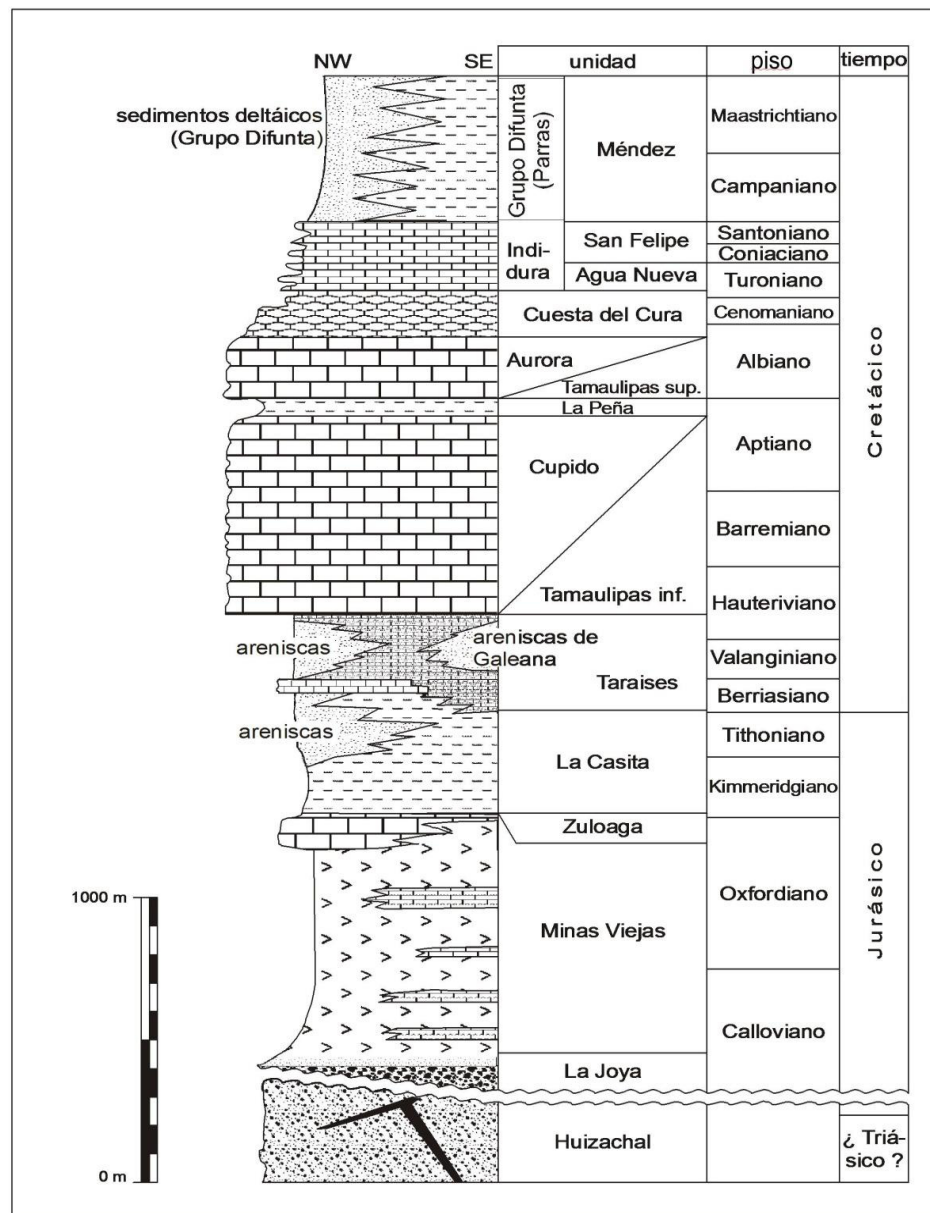 NW
SE
unidad
piso
tiempo
sedimentos deltáicos
(Grupo Difunta)
Grupo Difunta
(Parras)
Méndez
Maastrichtiano
Campaniano
Indi-
dura
San Felipe
Agua Nueva
Santoniano
Coniaciano
Turoniano
Cuesta del Cura
Cenomaniano
Aurora
Tamaulipas sup.
Albiano
La Peña
Cupido
Tamaulipas inf.
Aptiano
Barremiano
Hauteriviano
Cretácico
areniscas
areniscas de
Galeana
Taraises
Valanginiano
Berriasiano
areniscas
La Casita
Tithoniano
Kimmeridgiano
Zuloaga
Minas Viejas
Oxfordiano
Calloviano
Jurásico
La Joya
Huizachal
¿ Triá-
sico ?
1000 m
0 m